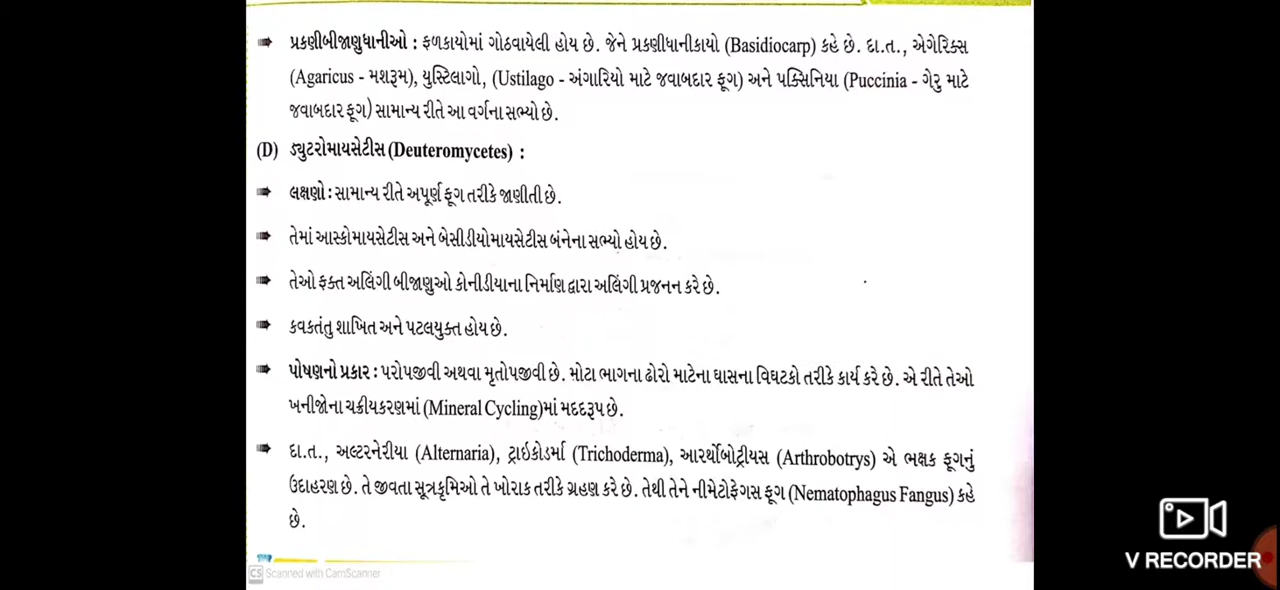 પ્રકણીબીજાણુધાનીઓ : ફળકાયોમાં ગોઠવાયેલી હોય છે. જેને પ્રકણીધાનીકાયો (Basidiocarp) કહે છે. દા.ત., એગેરિક્સ
(Agaricus - મશરૂમ), યુસ્ટિલાગો, (Ustilago - અંગારિયો માટે જવાબદાર ફૂગ) અને પક્સિનિયા (Puccinia - ગેરુ માટે
જવાબદાર ફૂગ) સામાન્ય રીતે આ વર્ગના સભ્યો છે.
(D) ડ્યુટરોમાયસેટીસ (Deuteromycetes) :
લક્ષણો : સામાન્ય રીતે અપૂર્ણ ફૂગ તરીકે જાણીતી છે.
તેમાં આસ્કોમાયસેટીસ અને બેસીડીયોમાયસેટીસ બંનેના સભ્યો હોય છે.
તેઓ ફક્ત અલિંગી બીજાણુઓ કોનીડીયાના નિર્માણ દ્વારા અલિંગી પ્રજનન કરે છે.
કવકતંતુ શાખિત અને પટલયુક્ત હોય છે.
પોષણનો પ્રકાર : પરોપજીવી અથવા મૃતોપજીવી છે. મોટા ભાગના ઢોરો માટેના ઘાસના વિઘટકો તરીકે કાર્ય કરે છે. એ રીતે તેઓ
ખનીજોના ચક્રીયકરણમાં (Mineral Cycling)માં મદદરૂપ છે.
દા.ત., અલ્ટરનેરીયા (Alternaria), ટ્રાઇકોડર્મા (Trichoderma), આરર્થોબોટ્રીયસ (Arthrobotrys) એ ભક્ષક ફૂગનું
ઉદાહરણ છે. તે જીવતા સૂત્રકૃમિઓ તે ખોરાક તરીકે ગ્રહણ કરે છે. તેથી તેને નીમેટોફેગસ ફૂગ (Nematophagus Fangus) કહે
છે.
CS Scanned with CamScanner
V RECORDER